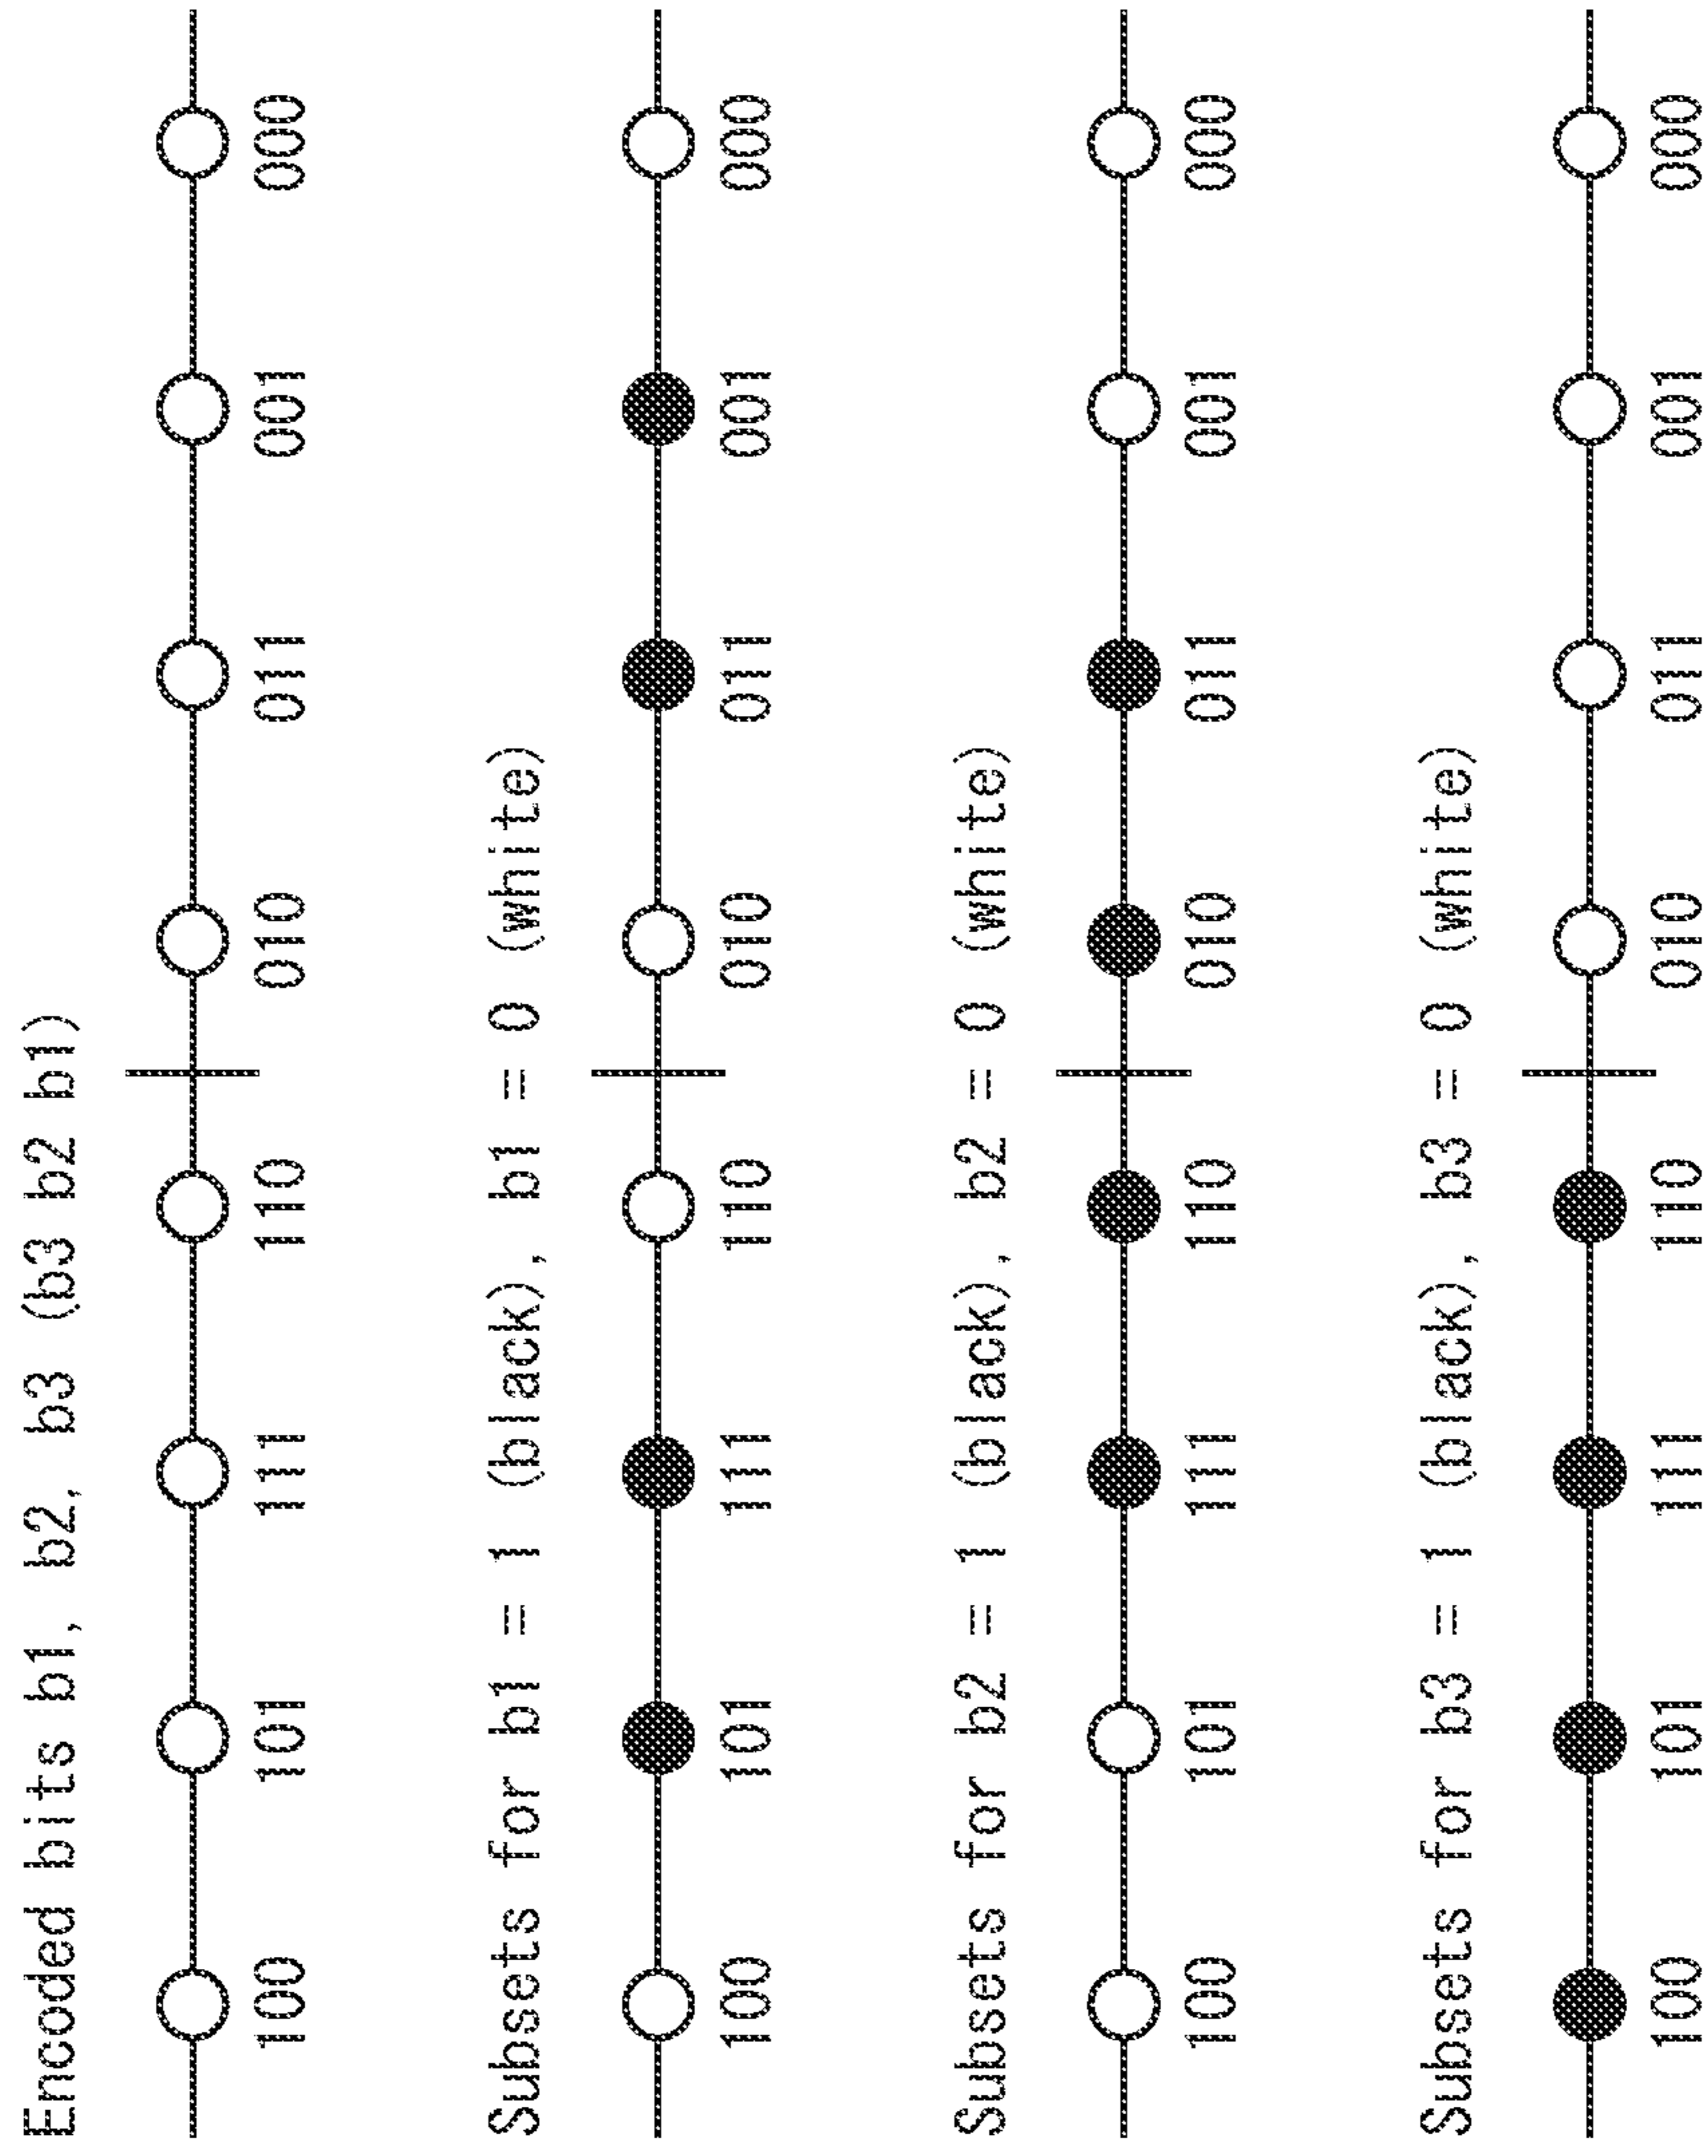 Encoded bits b1, b2, b3 (b3 b2 b1)
100 101 111 110 010 011 001 000
Subsets for b1 = 1 (black), b1 = 0 (white)
100 101 111 110 010 011 001 000
Subsets for b2 = 1 (black), b2 = 0 (white)
100 101 111 110 010 011 001 000
Subsets for b3 = 1 (black), b3 = 0 (white)
100 101 111 110 010 011 001 000